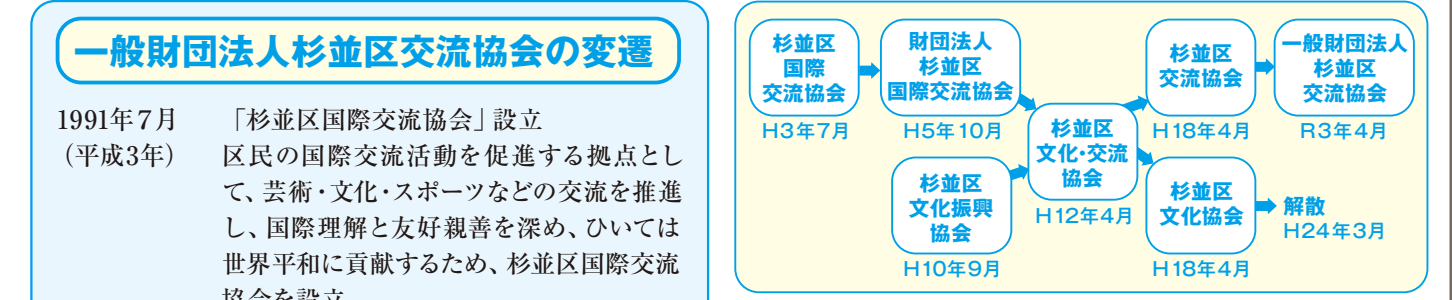 一般財団法人杉並区交流協会の変遷
1991年7月 「杉並区国際交流協会」設立
(平成3年) 区民の国際交流活動を促進する拠点とし
て、芸術・文化・スポーツなどの交流を推進
し、国際理解と友好親善を深め、ひいては
世界平和に貢献するため、杉並区国際交流
協会を設立
杉並区
国際
交流協会
H3年7月
財団法人
杉並区
国際交流協会
H5年10月
杉並区
文化振興
協会
H10年9月
杉並区
文化・交流
協会
H12年4月
杉並区
交流協会
H18年4月
一般財団法人
杉並区
交流協会
R3年4月
杉並区
文化協会
H18年4月
解散
H24年3月